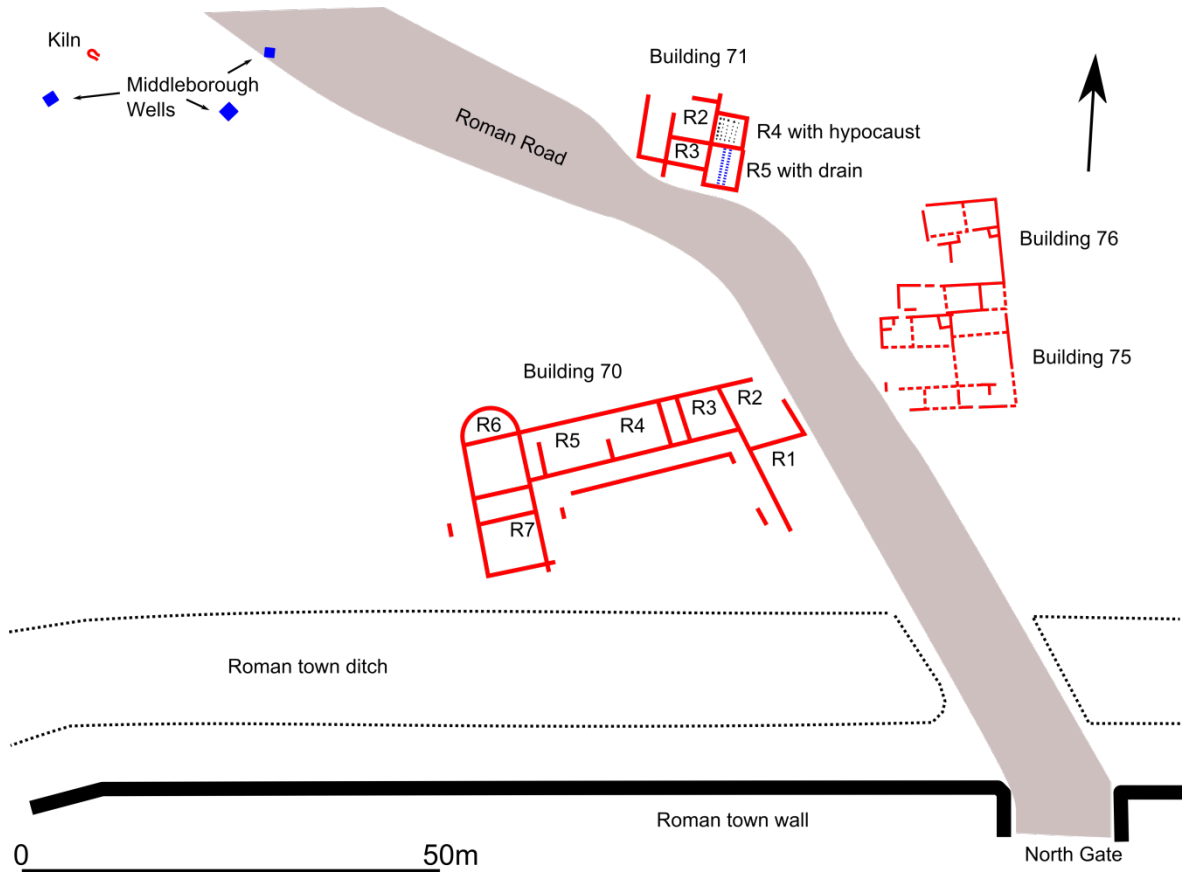 Kiln
Middleborough
Wells
Roman Road
Building 71
R2
R3
R4 with hypocaust
R5 with drain
Building 76
Building 75
Building 70
R6
R5
R4
R3
R2
R1
R7
Roman town ditch
Roman town wall
North Gate
0
50m